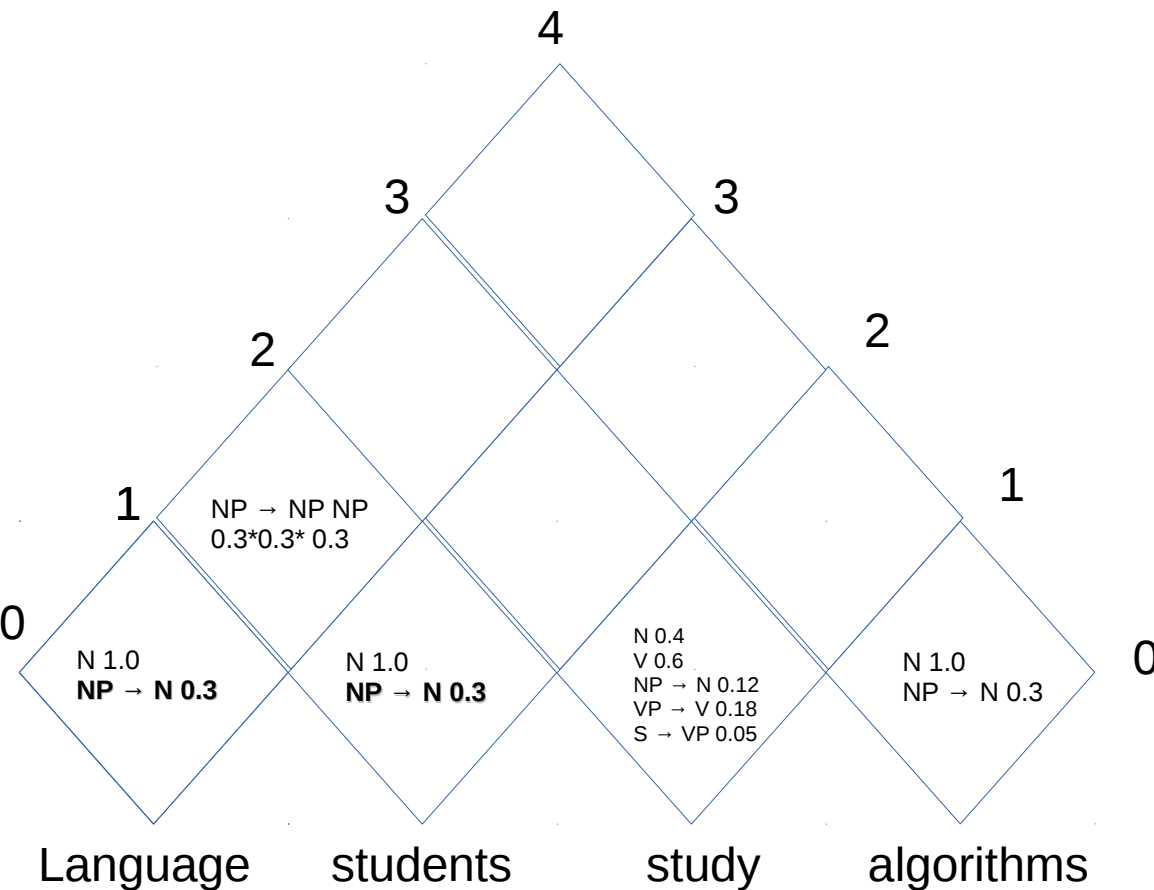 4
3
3
2
2
1
1
NP → NP NP
0.3*0.3* 0.3
0
0
N 1.0
NP → N 0.3
N 1.0
NP → N 0.3
N 0.4
V 0.6
NP → N 0.12
VP → V 0.18
S → VP 0.05
N 1.0
NP → N 0.3
Language
students
study
algorithms